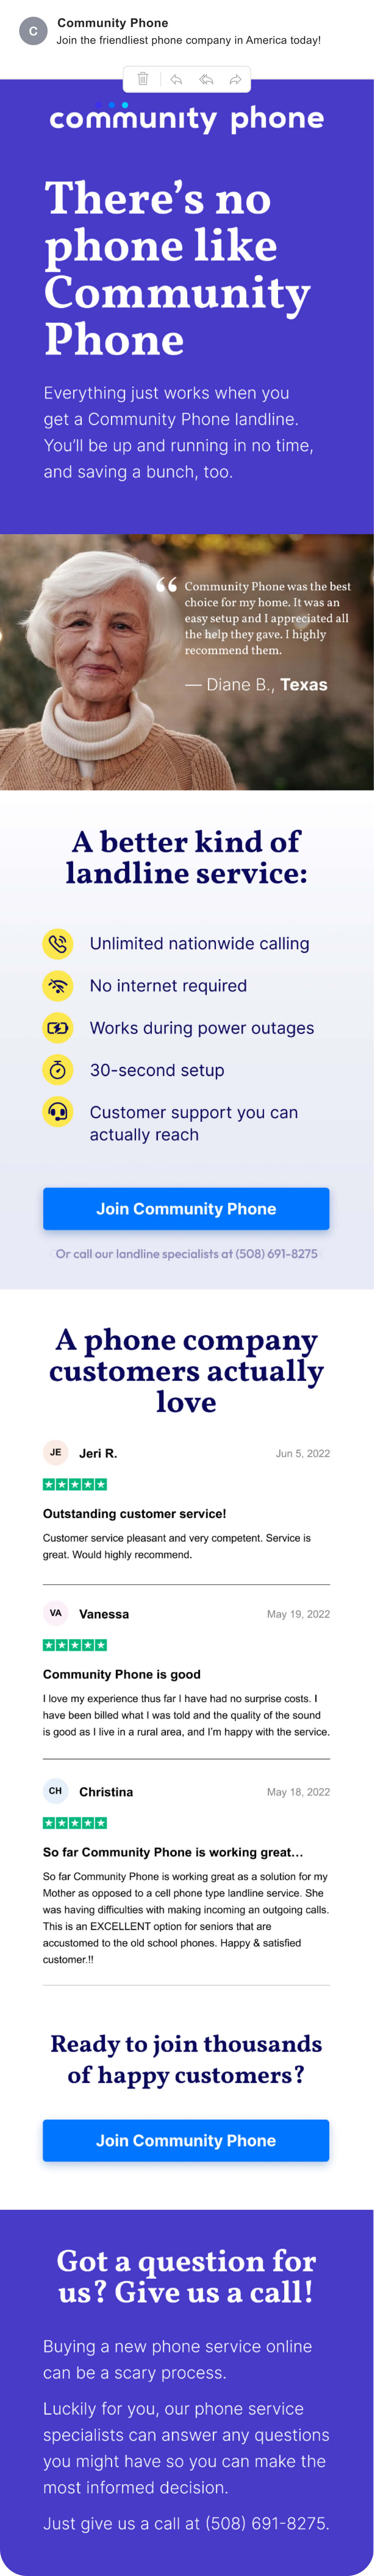 C
Community Phone
Join the friendliest phone company in America today!
community phone
There’s no
phone like
Community
Phone
Everything just works when you
get a Community Phone landline.
You’ll be up and running in no time,
and saving a bunch, too.
“ Community Phone was the best
choice for my home. It was an
easy setup and I appreciated all
the help they gave. I highly
recommend them.
— Diane B., Texas
A better kind of
landline service:
Unlimited nationwide calling
No internet required
Works during power outages
30-second setup
Customer support you can
actually reach
Join Community Phone
Or call our landline specialists at (508) 691-8275
A phone company
customers actually
love
JE Jeri R. Jun 5, 2022
Outstanding customer service!
Customer service pleasant and very competent. Service is
great. Would highly recommend.
VA Vanessa May 19, 2022
Community Phone is good
I love my experience thus far I have had no surprise costs. I
have been billed what I was told and the quality of the sound
is good as I live in a rural area, and I’m happy with the service.
CH Christina May 18, 2022
So far Community Phone is working great...
So far Community Phone is working great as a solution for my
Mother as opposed to a cell phone type landline service. She
was having difficulties with making incoming an outgoing calls.
This is an EXCELLENT option for seniors that are
accustomed to the old school phones. Happy & satisfied
customer.!!
Ready to join thousands
of happy customers?
Join Community Phone
Got a question for
us? Give us a call!
Buying a new phone service online
can be a scary process.
Luckily for you, our phone service
specialists can answer any questions
you might have so you can make the
most informed decision.
Just give us a call at (508) 691-8275.